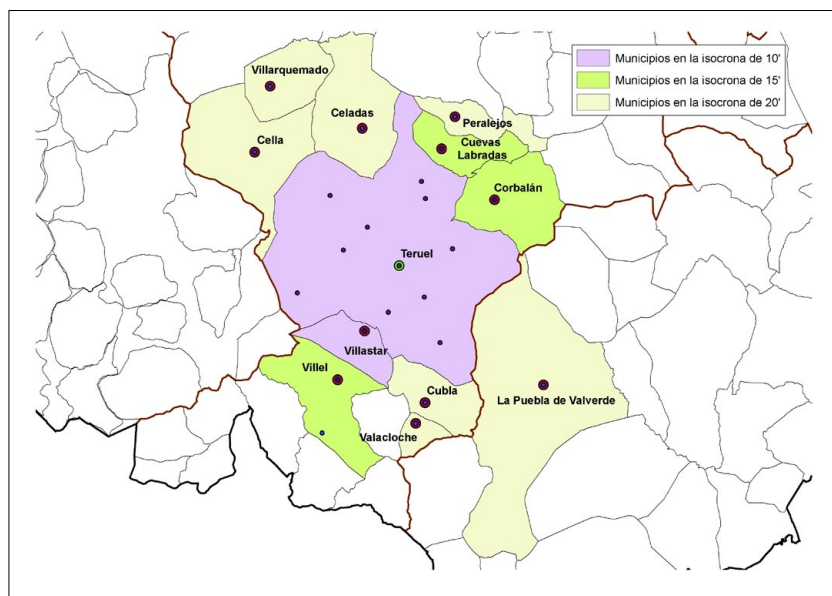 Municipios en la isocrona de 10'
Municipios en la isocrona de 15'
Municipios en la isocrona de 20'
Villarquemado
Celadas
Peralejos
Cella
Cuevas
Labradas
Corbalán
Teruel
Villastar
Villel
Cubla
La Puebla de Valverde
Valacloche